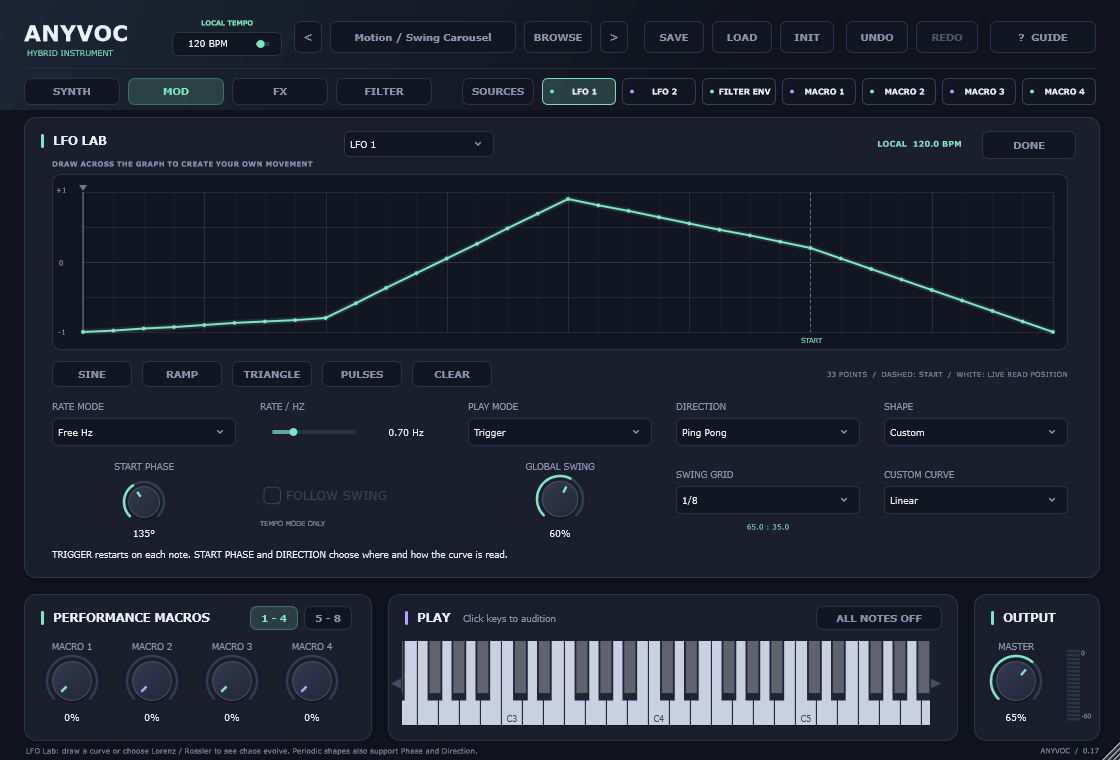 ANYVOC
HYBRID INSTRUMENT
LOCAL TEMPO
120 BPM
<
Motion / Swing Carousel
BROWSE
>
SAVE
LOAD
INIT
UNDO
REDO
? GUIDE
SYNTH
MOD
FX
FILTER
SOURCES
LFO 1
LFO 2
FILTER ENV
MACRO 1
MACRO 2
MACRO 3
MACRO 4
LFO LAB
LFO 1
LOCAL 120.0 BPM
DONE
DRAW ACROSS THE GRAPH TO CREATE YOUR OWN MOVEMENT
+1
0
-1
START
SINE
RAMP
TRIANGLE
PULSES
CLEAR
33 POINTS / DASHED: START / WHITE: LIVE READ POSITION
RATE MODE
RATE / HZ
PLAY MODE
DIRECTION
SHAPE
Free Hz
0.70 Hz
Trigger
Ping Pong
Custom
START PHASE
GLOBAL SWING
SWING GRID
CUSTOM CURVE
FOLLOW SWING
1/8
Linear
TEMPO MODE ONLY
65.0 : 35.0
135°
60%
TRIGGER restarts on each note. START PHASE and DIRECTION choose where and how the curve is read.
PERFORMANCE MACROS
1 - 4
5 - 8
MACRO 1
MACRO 2
MACRO 3
MACRO 4
0%
0%
0%
0%
PLAY
Click keys to audition
ALL NOTES OFF
C3
C4
C5
OUTPUT
MASTER
0
-60
65%
LFO Lab: draw a curve or choose Lorenz / Rossler to see chaos evolve. Periodic shapes also support Phase and Direction.
ANYVOC / 0.17